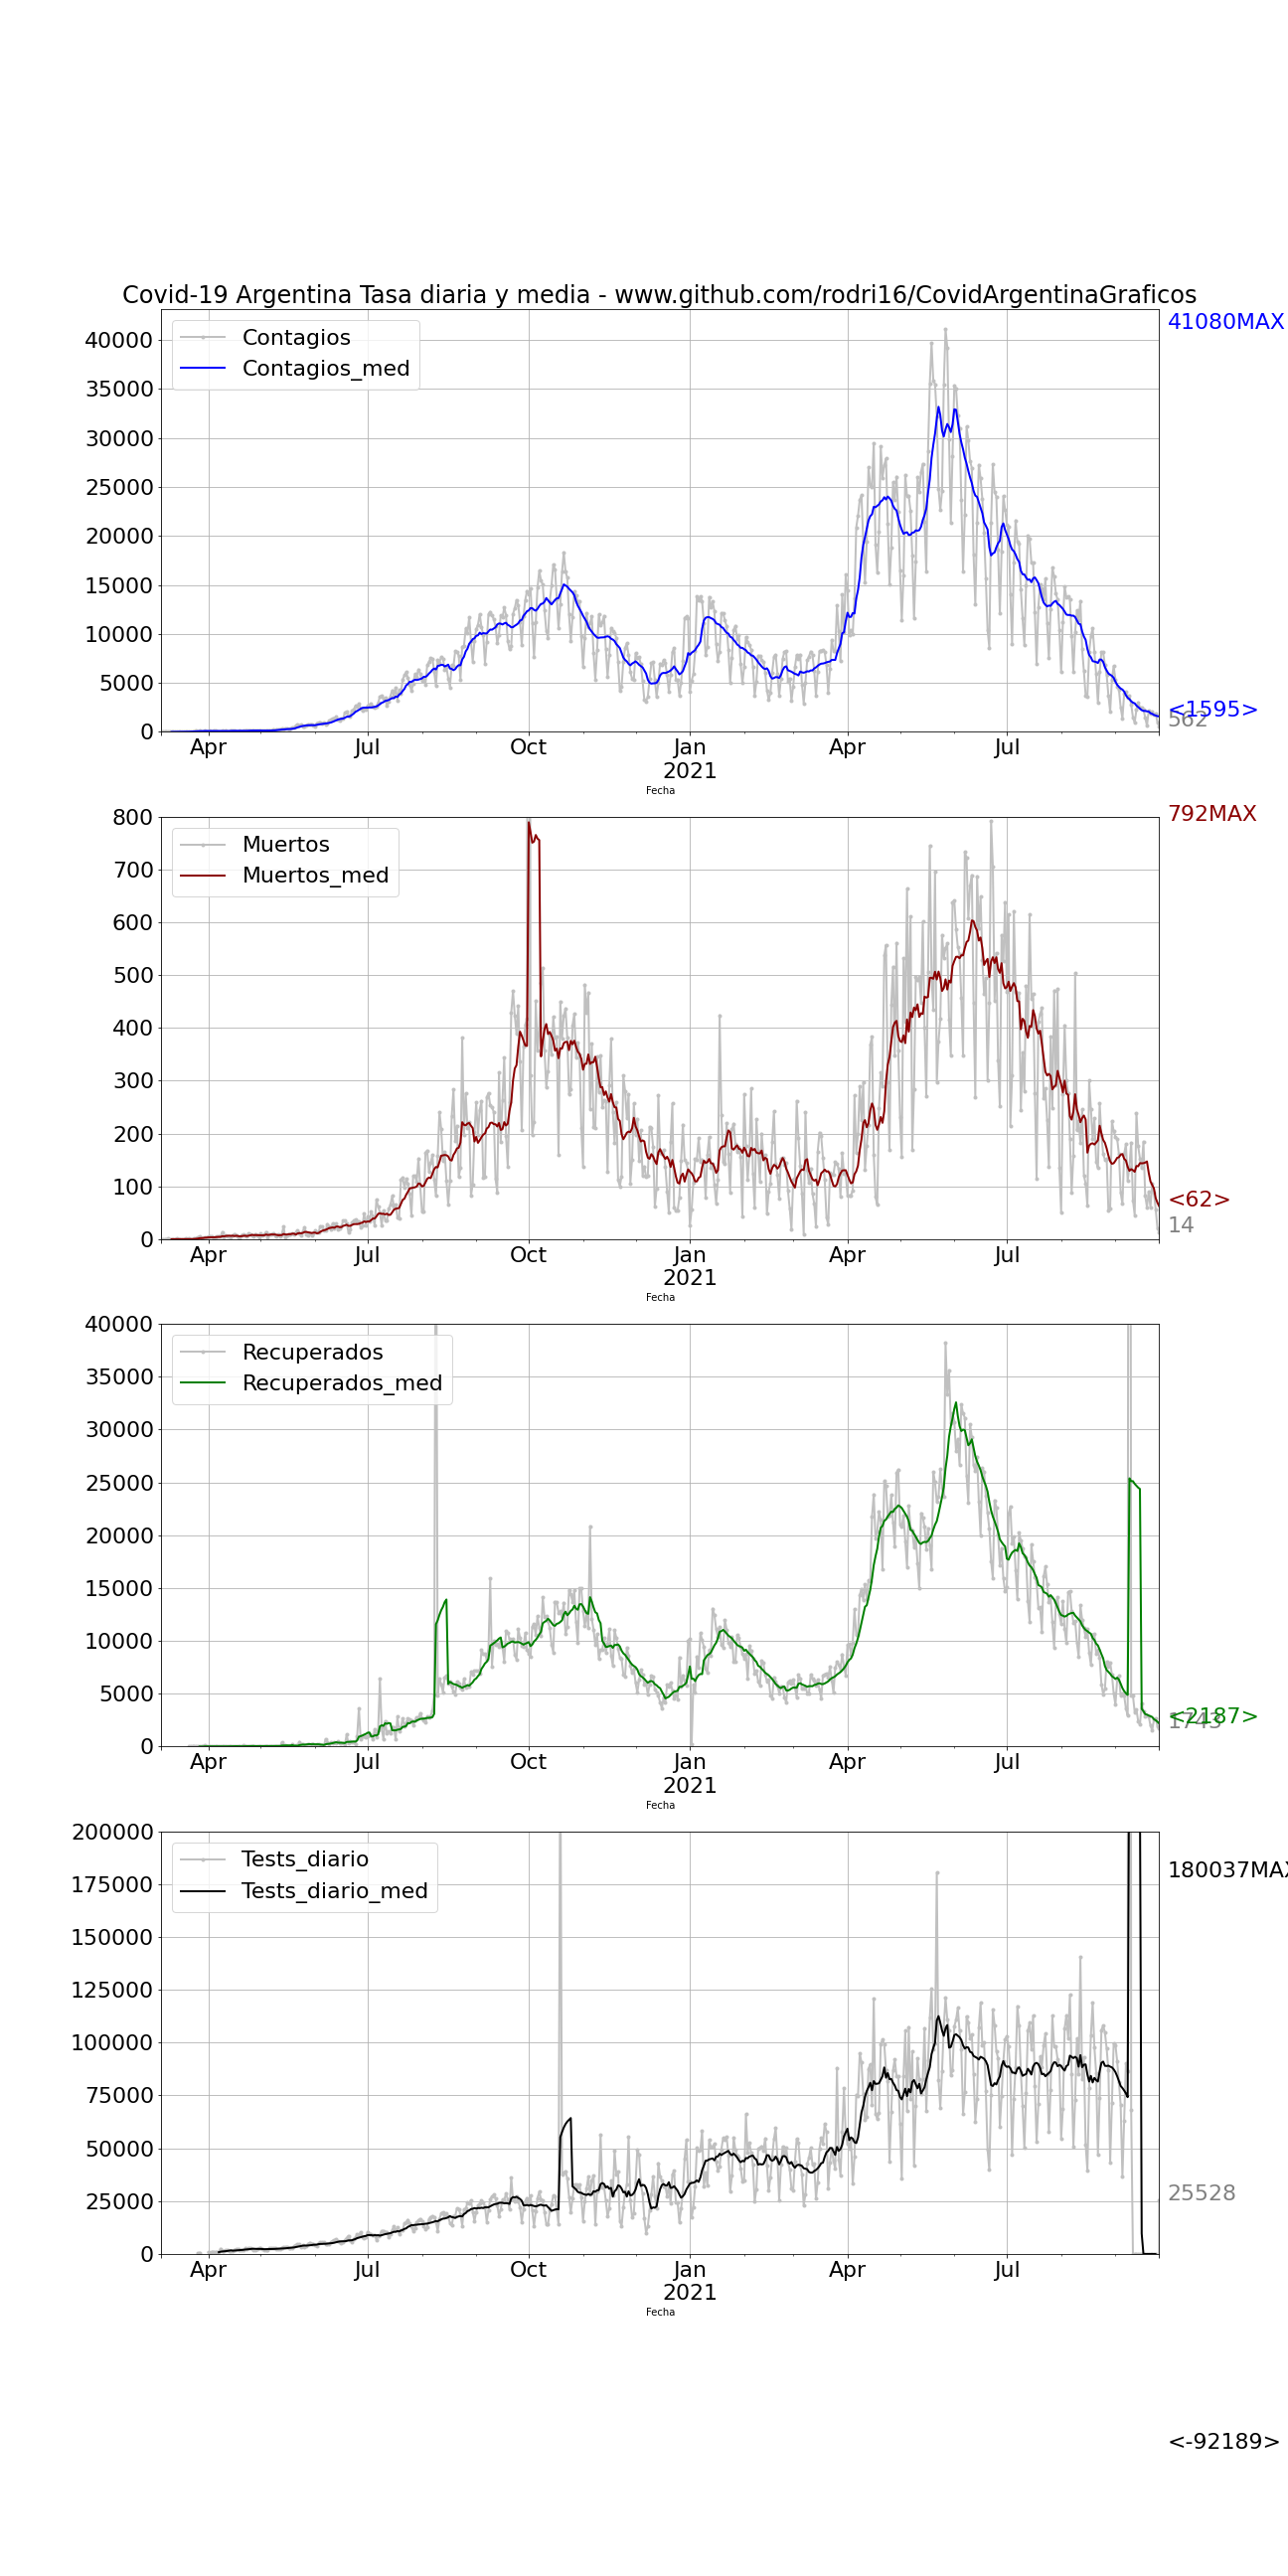 Covid-19 Argentina Tasa diaria y media - www.github.com/rodri16/CovidArgentinaGraficos
41080MAX
Contagios
Contagios_med
40000
35000
30000
25000
20000
15000
10000
5000
0
<1595>
562
Apr Jul Oct Jan Apr Jul
2021
Fecha
792MAX
Muertos
Muertos_med
800
700
600
500
400
300
200
100
0
<62>
14
Apr Jul Oct Jan Apr Jul
2021
Fecha
Recuperados
Recuperados_med
40000
35000
30000
25000
20000
15000
10000
5000
0
<2187>
1743
Apr Jul Oct Jan Apr Jul
2021
Fecha
Tests_diario
Tests_diario_med
180037MAX
200000
175000
150000
125000
100000
75000
50000
25000
0
25528
Apr Jul Oct Jan Apr Jul
2021
Fecha
<-92189>